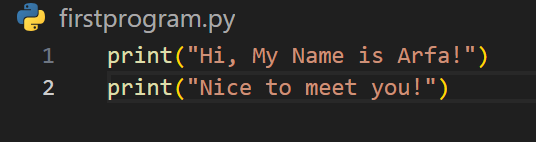 firstprogram.py
1 print("Hi, My Name is Arfa!")
2 print("Nice to meet you!")